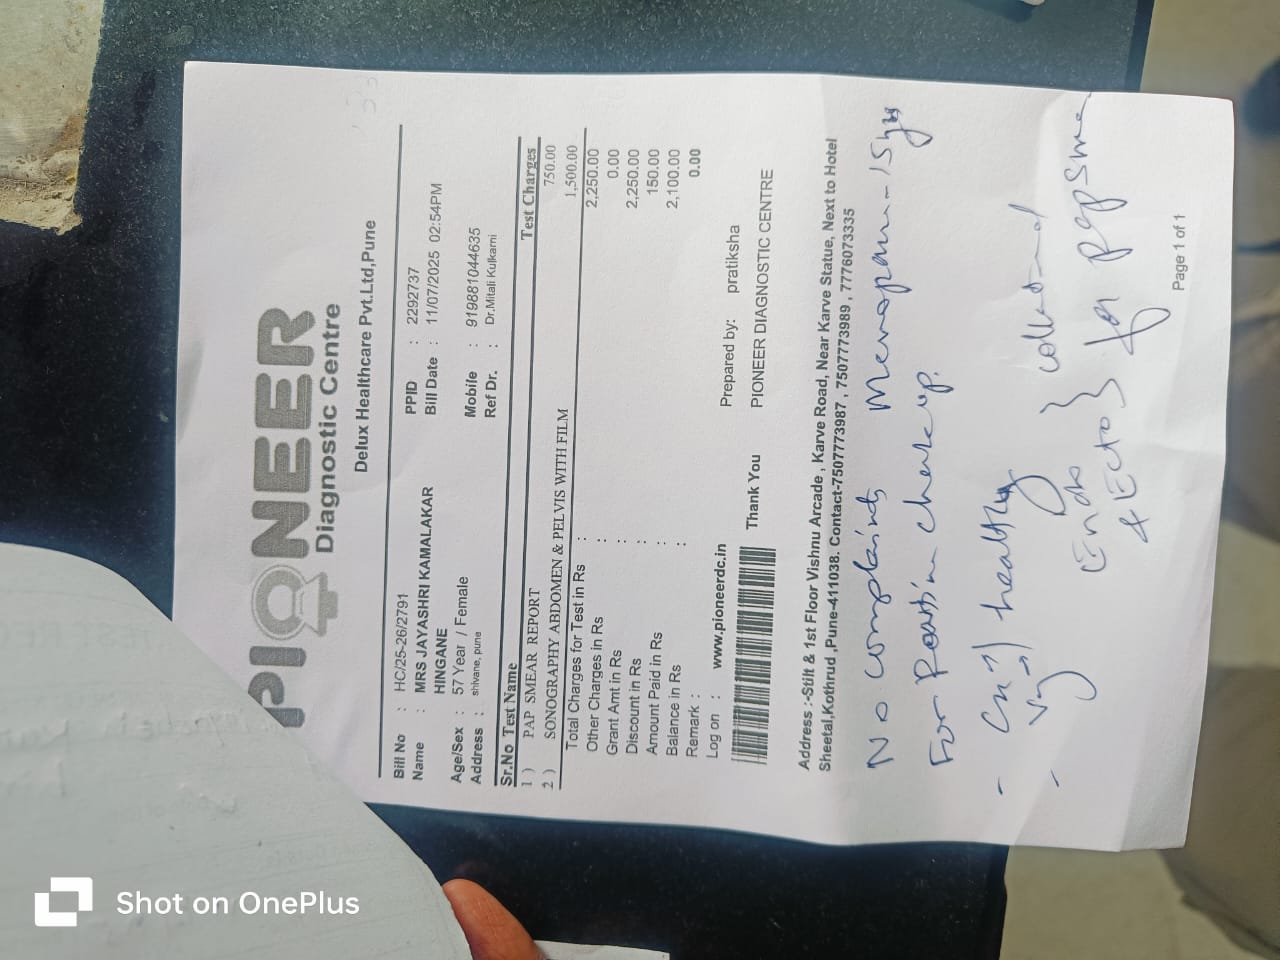 PIONEER
Diagnostic Centre
Delux Healthcare Pvt.Ltd,Pune
Bill No : HC/25-26/2791 PPID : 2292737
Name : MRS JAYASHRI KAMALAKAR HINGANE Bill Date : 11/07/2025 02:54PM
Age/Sex : 57 Year / Female Mobile : 919881044635
Address : shivane, pune Ref Dr. : Dr.Mitali Kulkarni
Sr.No Test Name Test Charges
1 ) PAP SMEAR REPORT 750.00
2 ) SONOGRAPHY ABDOMEN & PELVIS WITH FILM 1,500.00
Total Charges for Test in Rs : 2,250.00
Other Charges in Rs : 0.00
Grant Amt in Rs : 2,250.00
Discount in Rs : 150.00
Amount Paid in Rs : 2,100.00
Balance in Rs : 0.00
Remark :
Log on : www.pioneerdc.in Prepared by: pratiksha
Thank You PIONEER DIAGNOSTIC CENTRE
Address :-Stilt & 1st Floor Vishnu Arcade , Karve Road, Near Karve Statue, Next to Hotel
Sheetal,Kothrud ,Pune-411038. Contact-7507773987 , 7507773989 , 7776073335
No complaints Menopause - 15 yrs
For Routine check up.
- Cx healthy
- Vg
Endo } collected
& Ecto } for papsmear
Page 1 of 1
Shot on OnePlus